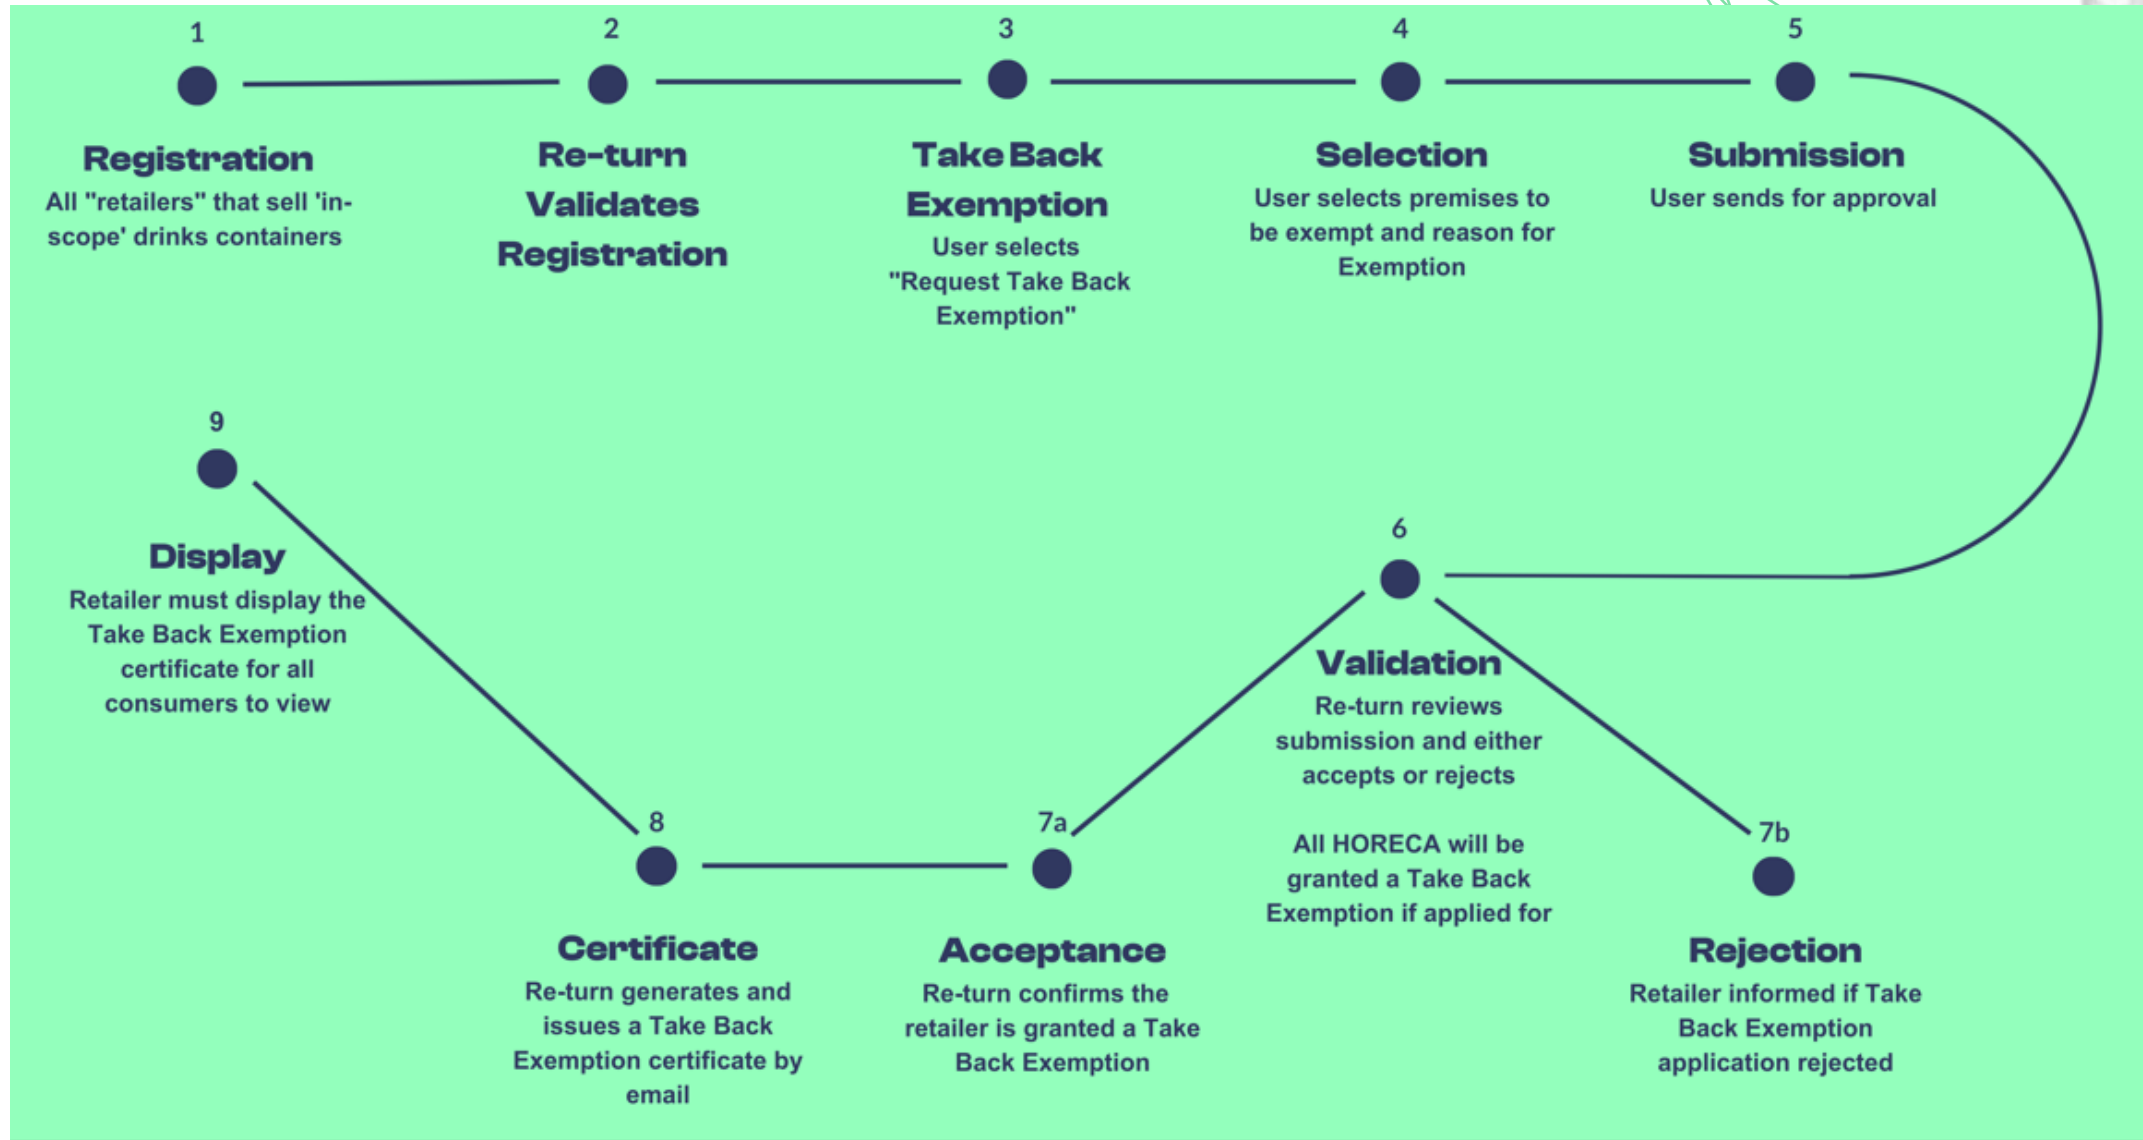 1
Registration
All "retailers" that sell 'in-
scope' drinks containers
2
Re-turn
Validates
Registration
3
Take Back
Exemption
User selects
"Request Take Back
Exemption"
4
Selection
User selects premises to
be exempt and reason for
Exemption
5
Submission
User sends for approval
6
Validation
Re-turn reviews
submission and either
accepts or rejects
All HORECA will be
granted a Take Back
Exemption if applied for
7a
Acceptance
Re-turn confirms the
retailer is granted a Take
Back Exemption
7b
Rejection
Retailer informed if Take
Back Exemption
application rejected
8
Certificate
Re-turn generates and
issues a Take Back
Exemption certificate by
email
9
Display
Retailer must display the
Take Back Exemption
certificate for all
consumers to view